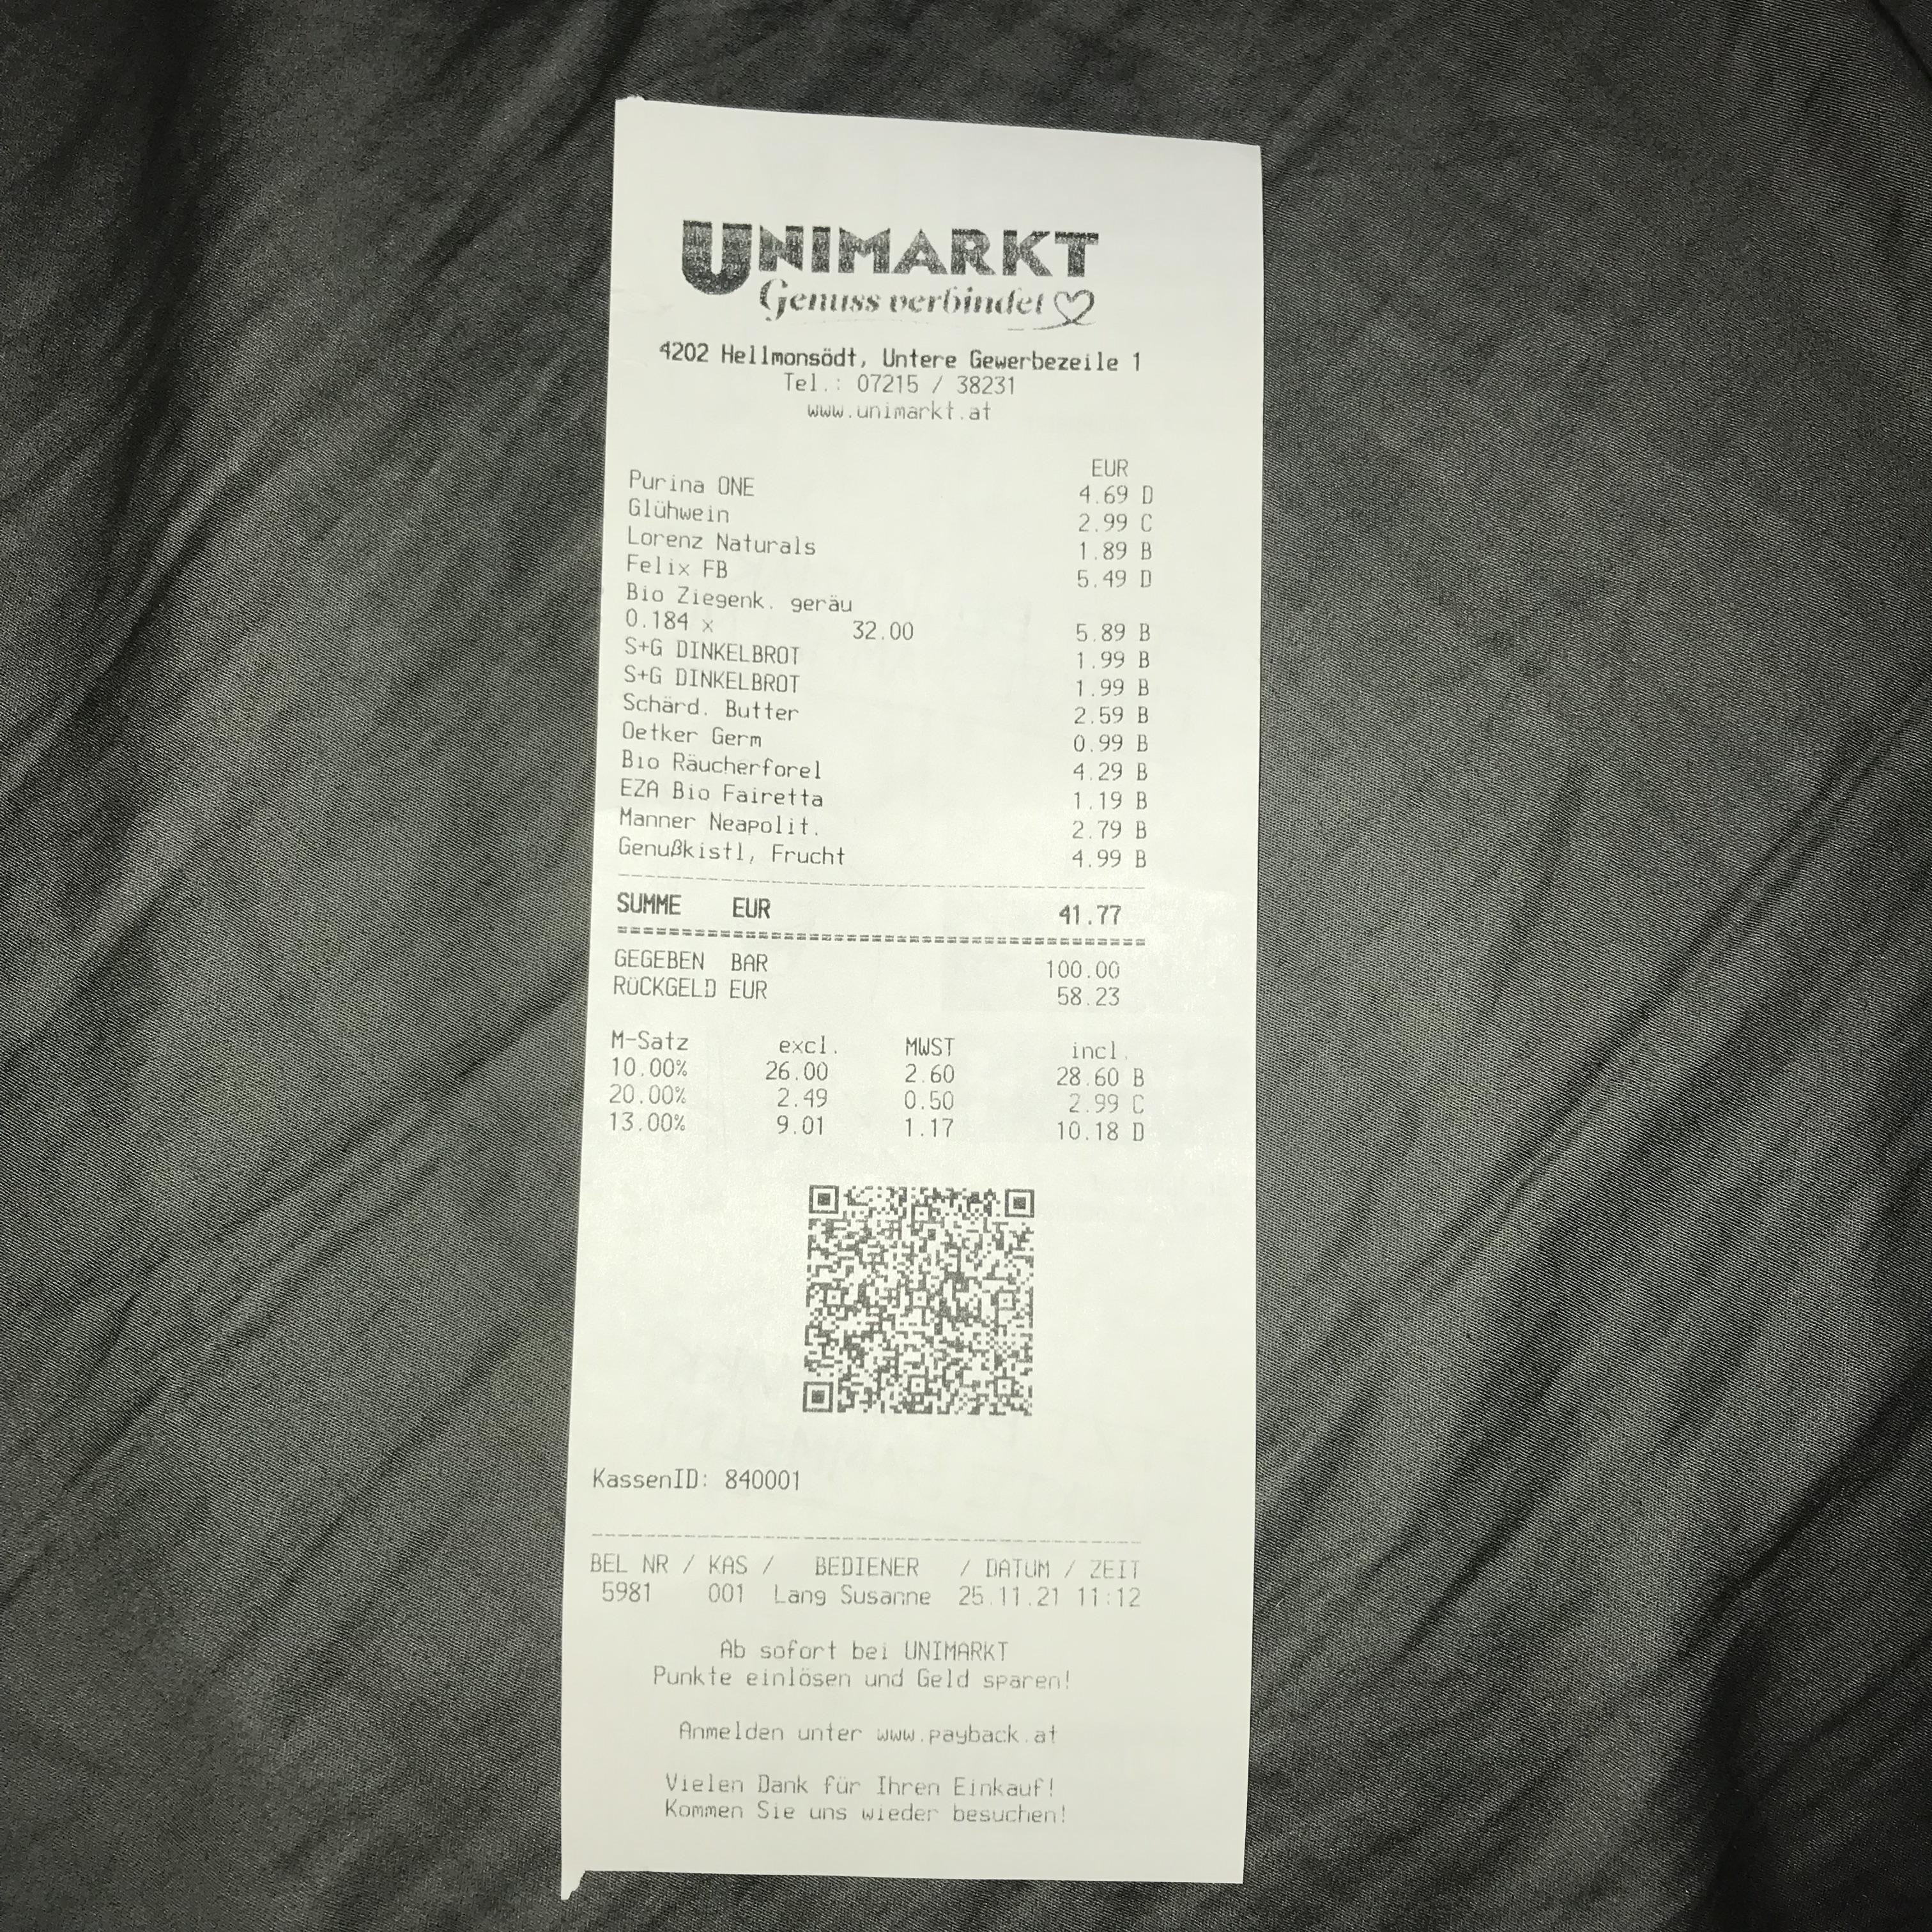 UNIMARKT
Genuss verbindet
4202 Hellmonsödt, Untere Gewerbezeile 1
Tel.: 07215 / 38231
www.unimarkt.at
EUR
Purina ONE 4.69 D
Glühwein 2.99 C
Lorenz Naturals 1.89 B
Felix FB 5.49 D
Bio Ziegenk. geräu
0.184 x 32.00 5.89 B
S+G DINKELBROT 1.99 B
S+G DINKELBROT 1.99 B
Schärd. Butter 2.59 B
Oetker Germ 0.99 B
Bio Räucherforel 4.29 B
EZA Bio Fairetta 1.19 B
Manner Neapolit. 2.79 B
Genußkistl, Frucht 4.99 B
SUMME EUR 41.77
GEGEBEN BAR 100.00
RÜCKGELD EUR 58.23
M-Satz excl. MWST incl.
10.00% 26.00 2.60 28.60 B
20.00% 2.49 0.50 2.99 C
13.00% 9.01 1.17 10.18 D
KassenID: 840001
BEL NR / KAS / BEDIENER / DATUM / ZEIT
5981 001 Lang Susanne 25.11.21 11:12
Ab sofort bei UNIMARKT
Punkte einlösen und Geld sparen!
Anmelden unter www.payback.at
Vielen Dank für Ihren Einkauf!
Kommen Sie uns wieder besuchen!